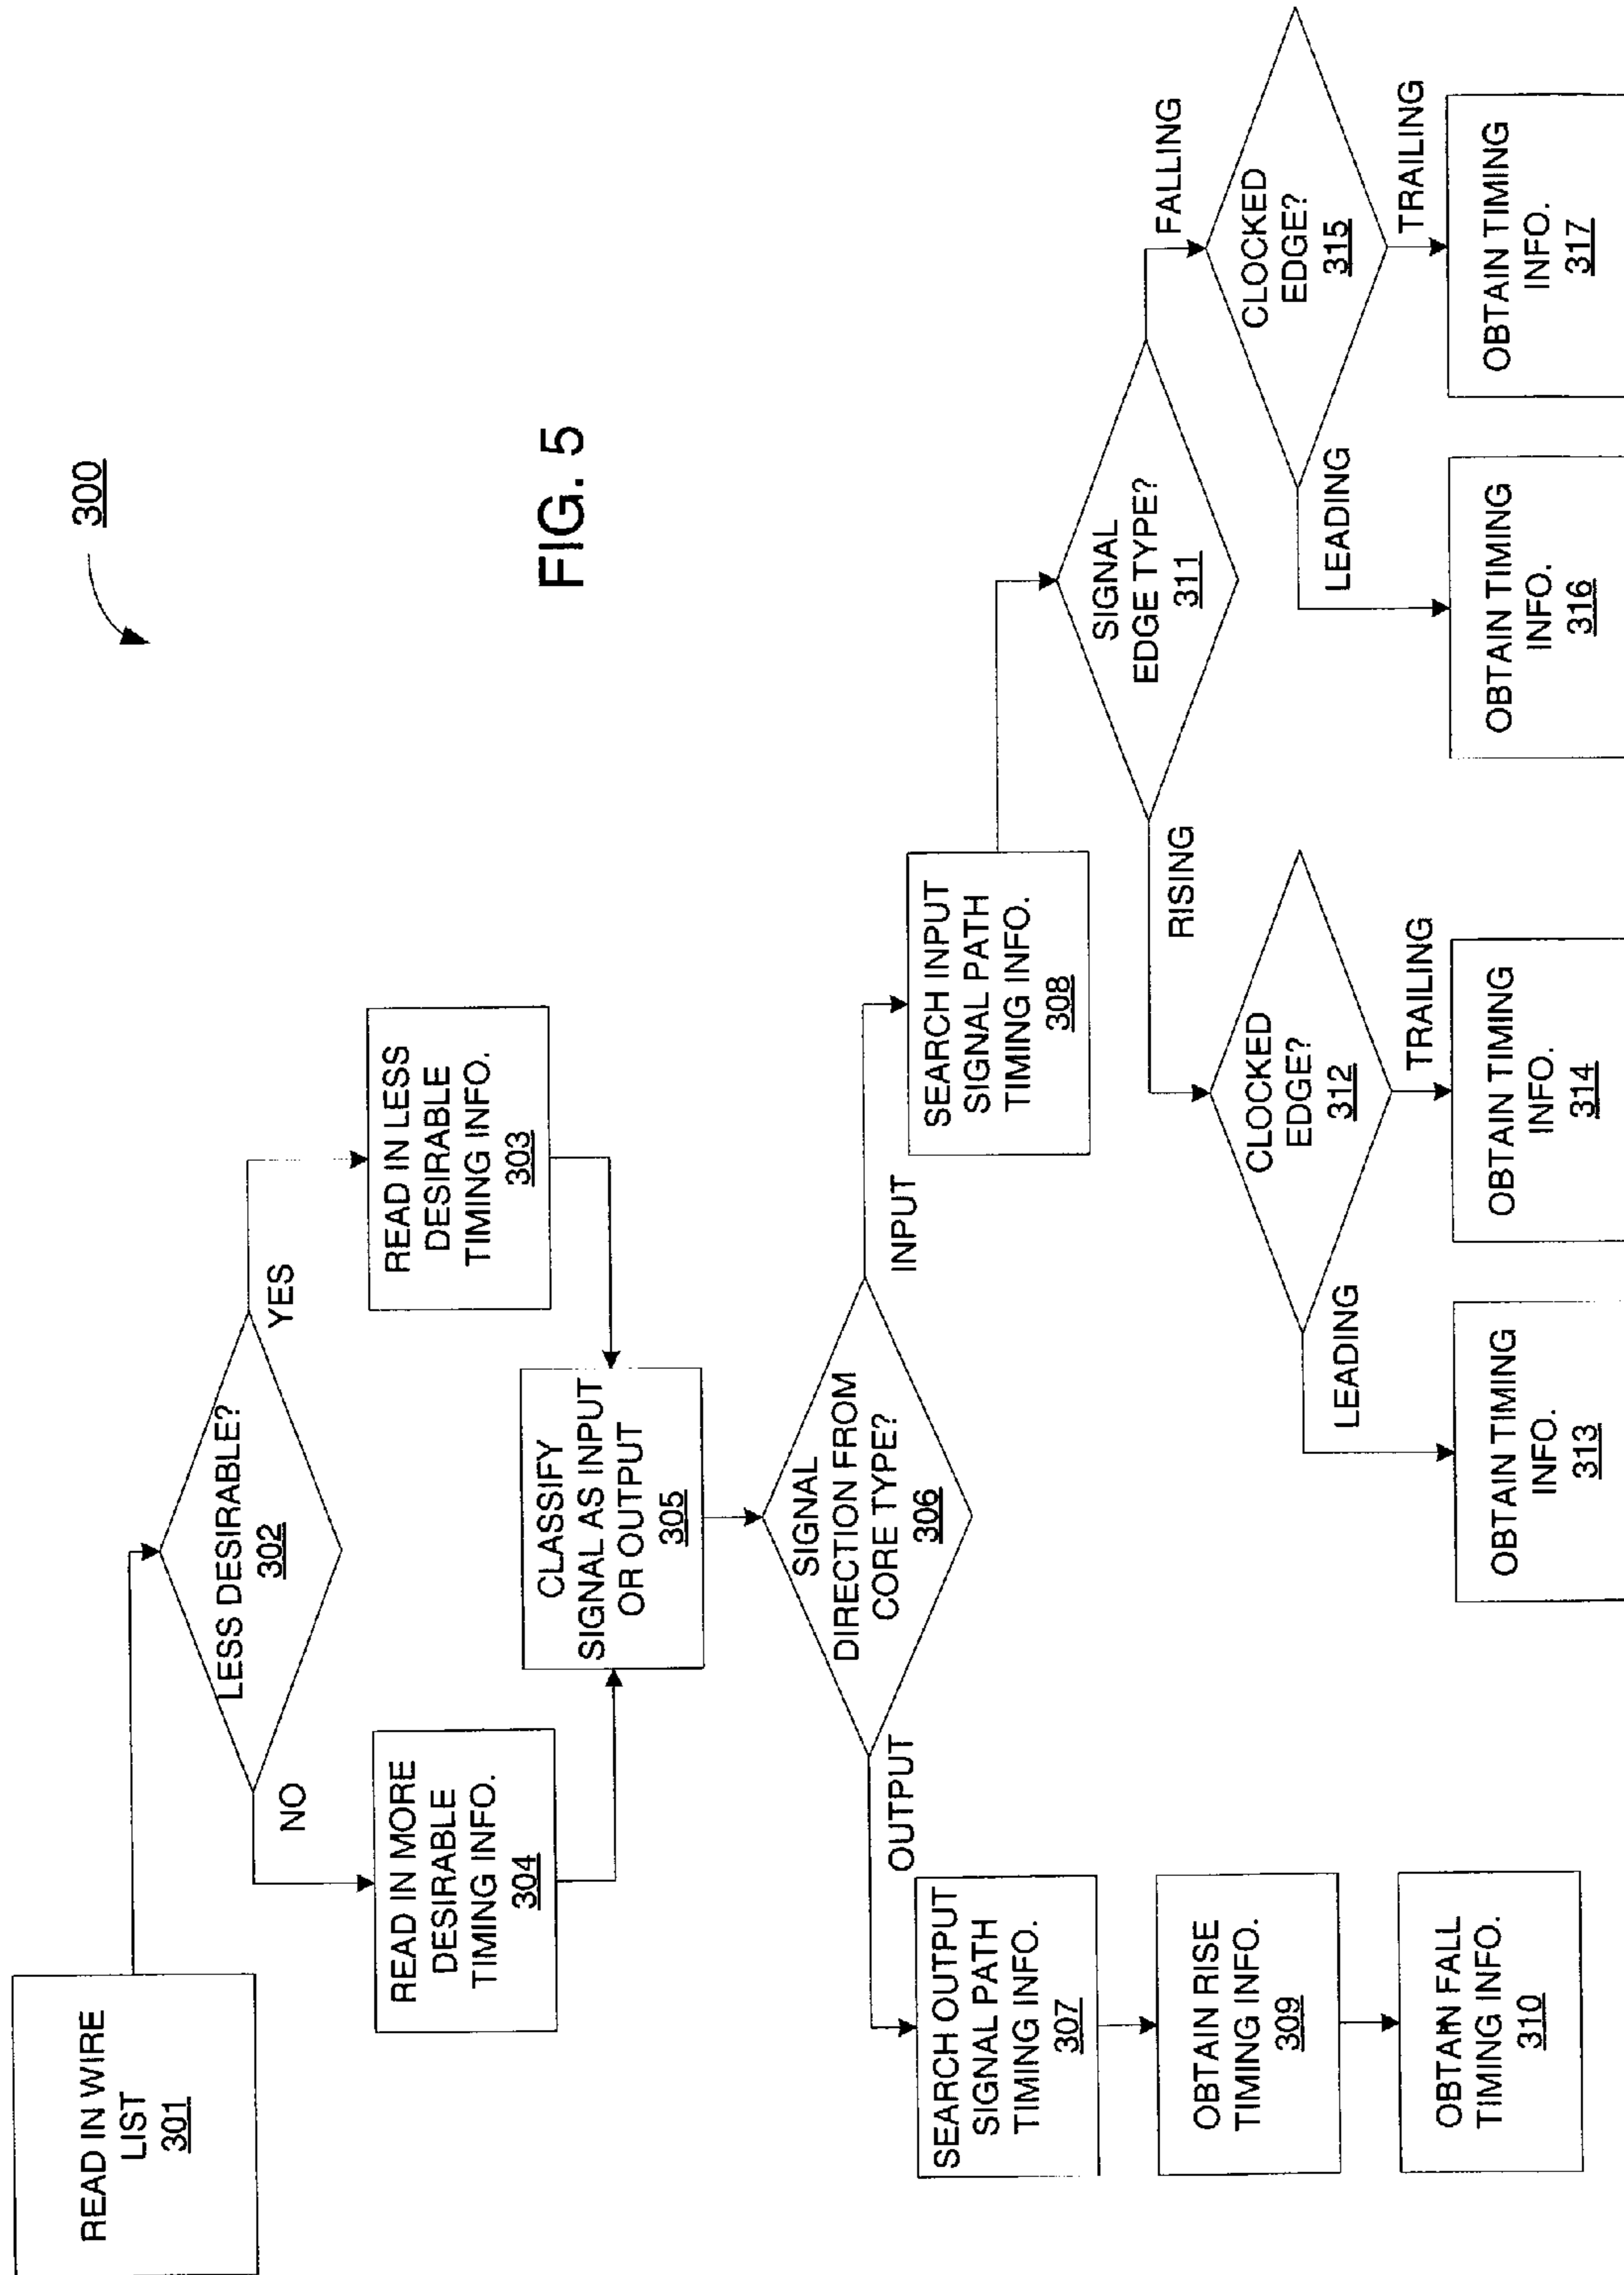 300
FIG. 5
READ IN WIRE
LIST
301
LESS DESIRABLE?
302
NO
YES
READ IN MORE
DESIRABLE
TIMING INFO.
304
READ IN LESS
DESIRABLE
TIMING INFO.
303
CLASSIFY
SIGNAL AS INPUT
OR OUTPUT
305
SIGNAL
DIRECTION FROM
CORE TYPE?
306
OUTPUT
INPUT
SEARCH OUTPUT
SIGNAL PATH
TIMING INFO.
307
OBTAIN RISE
TIMING INFO.
309
OBTAIN FALL
TIMING INFO.
310
SEARCH INPUT
SIGNAL PATH
TIMING INFO.
308
SIGNAL
EDGE TYPE?
311
RISING
FALLING
CLOCKED
EDGE?
312
LEADING
TRAILING
OBTAIN TIMING
INFO.
313
OBTAIN TIMING
INFO.
314
CLOCKED
EDGE?
315
LEADING
TRAILING
OBTAIN TIMING
INFO.
316
OBTAIN TIMING
INFO.
317